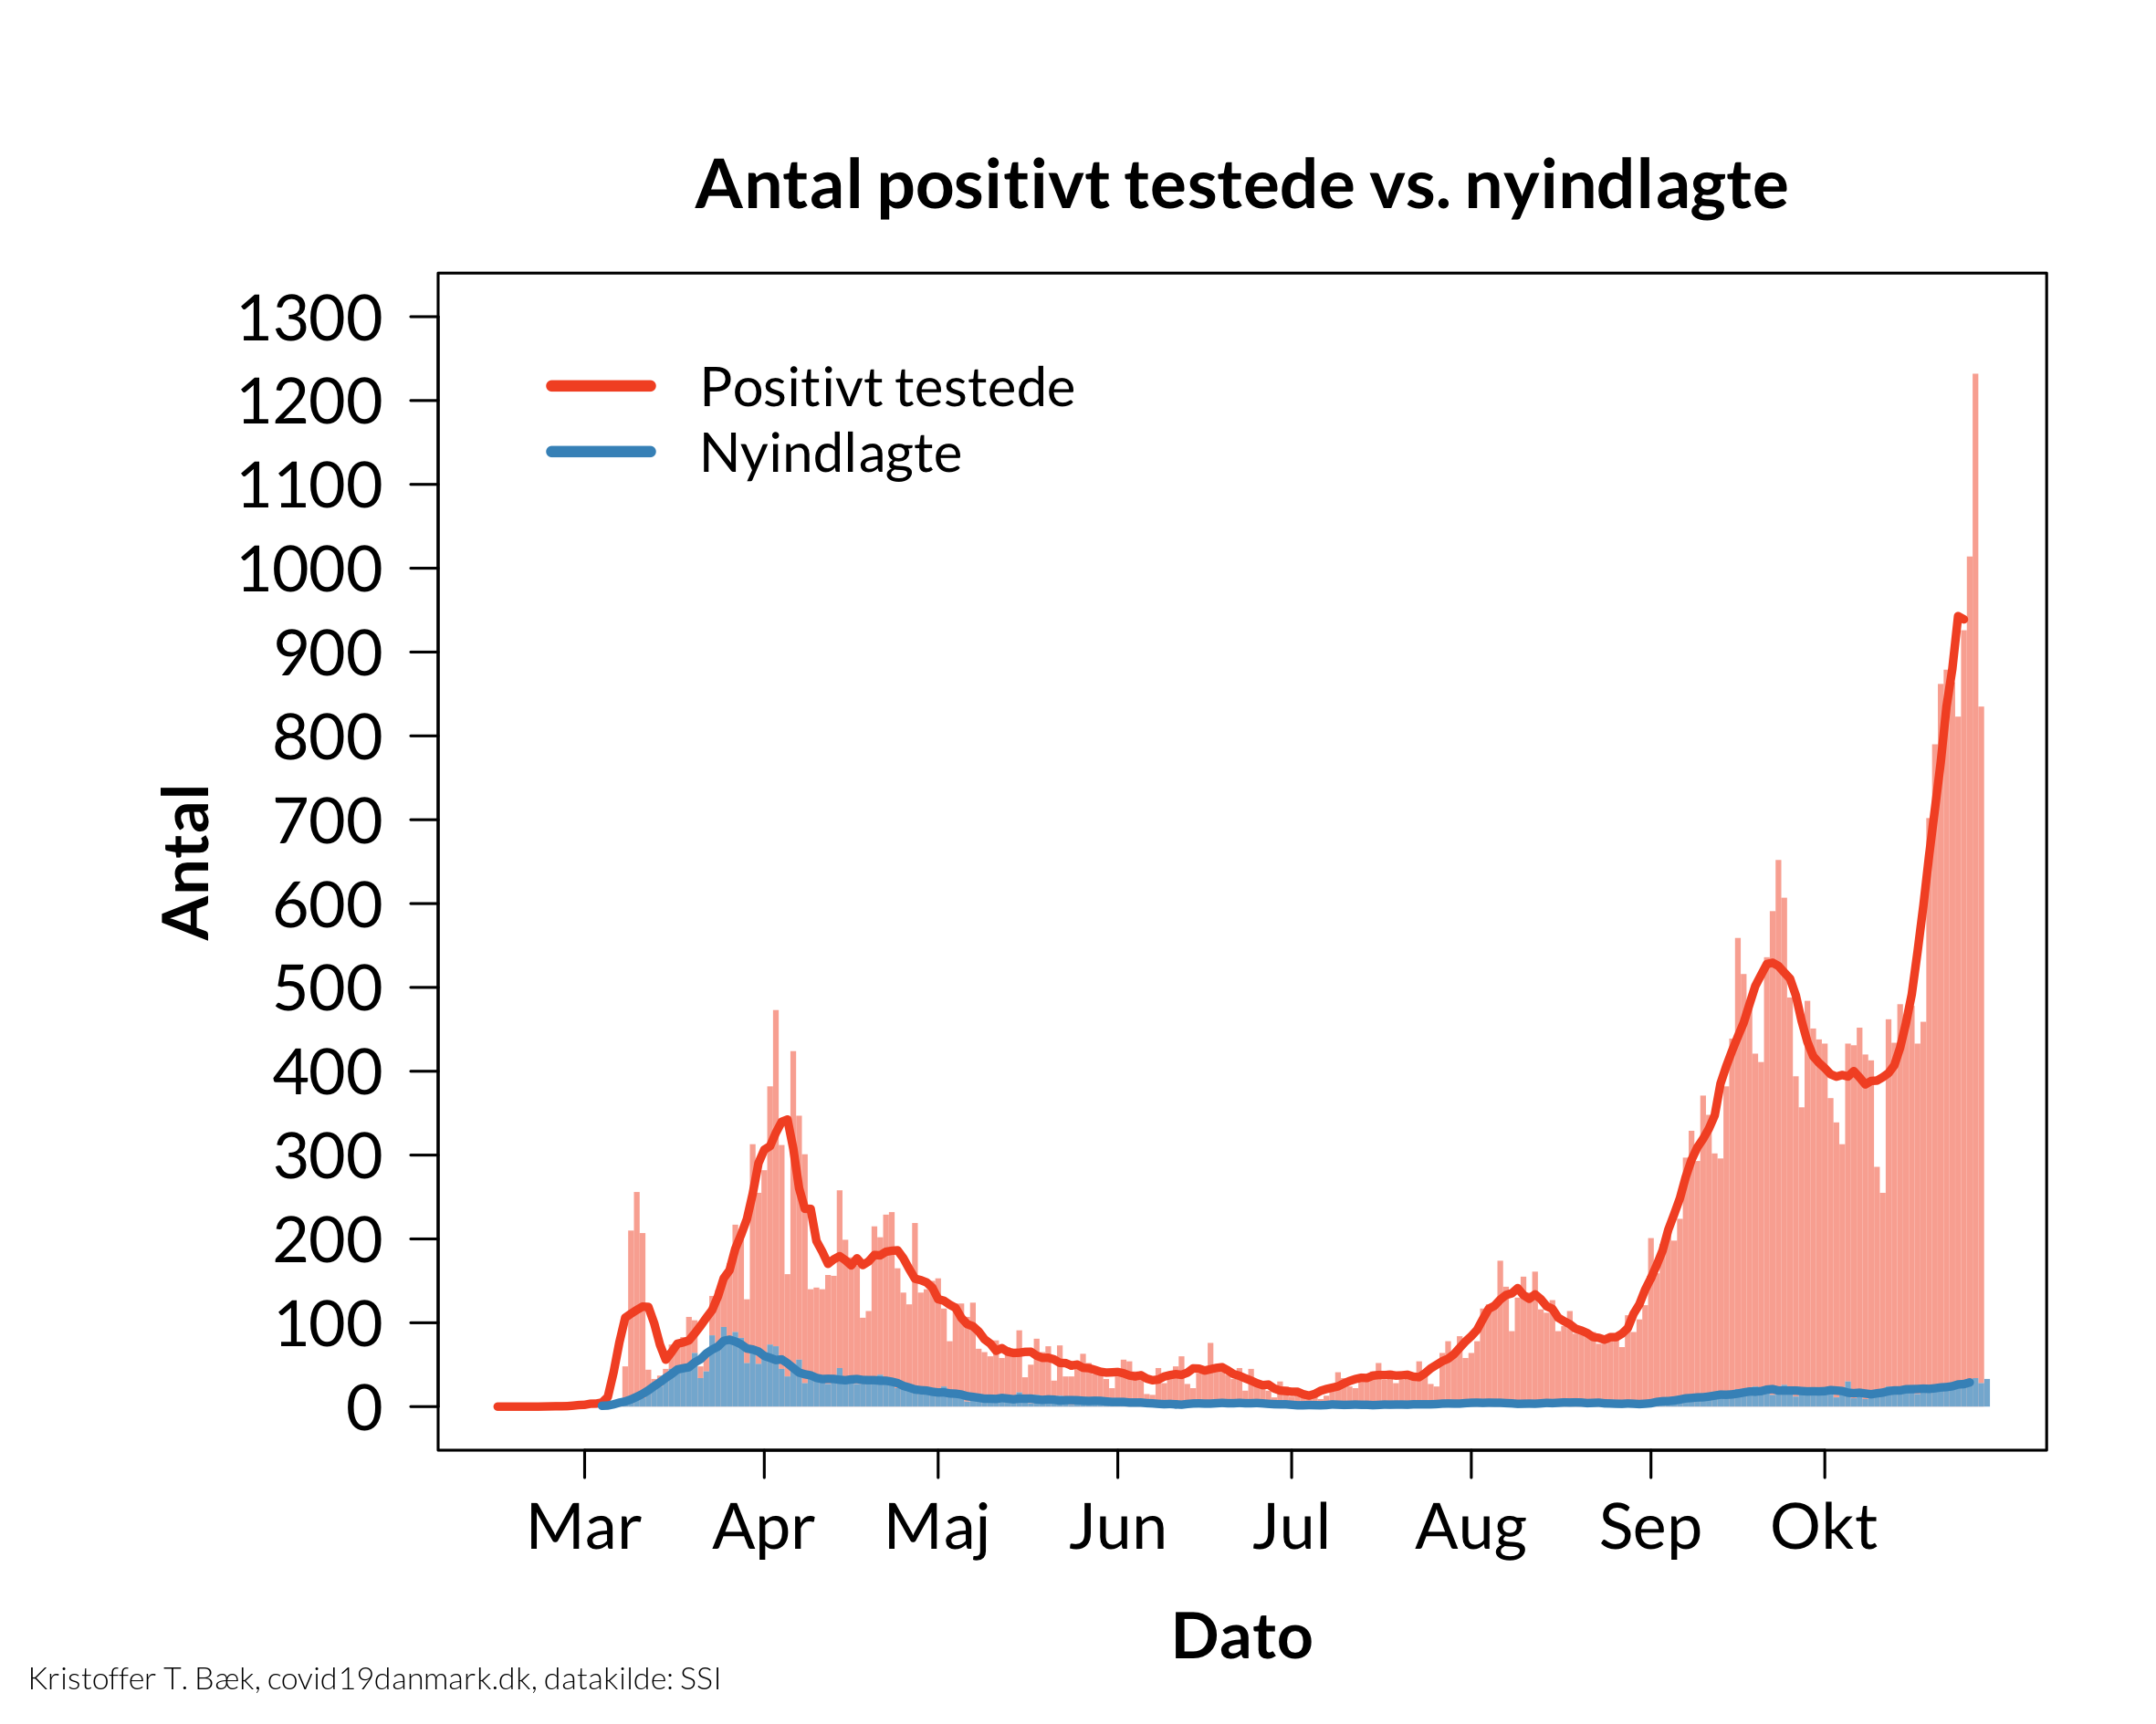 Antal positivt testede vs. nyindlagte
Positivt testede
Nyindlagte
1300
1200
1100
1000
900
800
700
600
500
400
300
200
100
0
Antal
Mar Apr Maj Jun Jul Aug Sep Okt
Dato
Kristoffer T. Bæk, covid19danmark.dk, datakilde: SSI